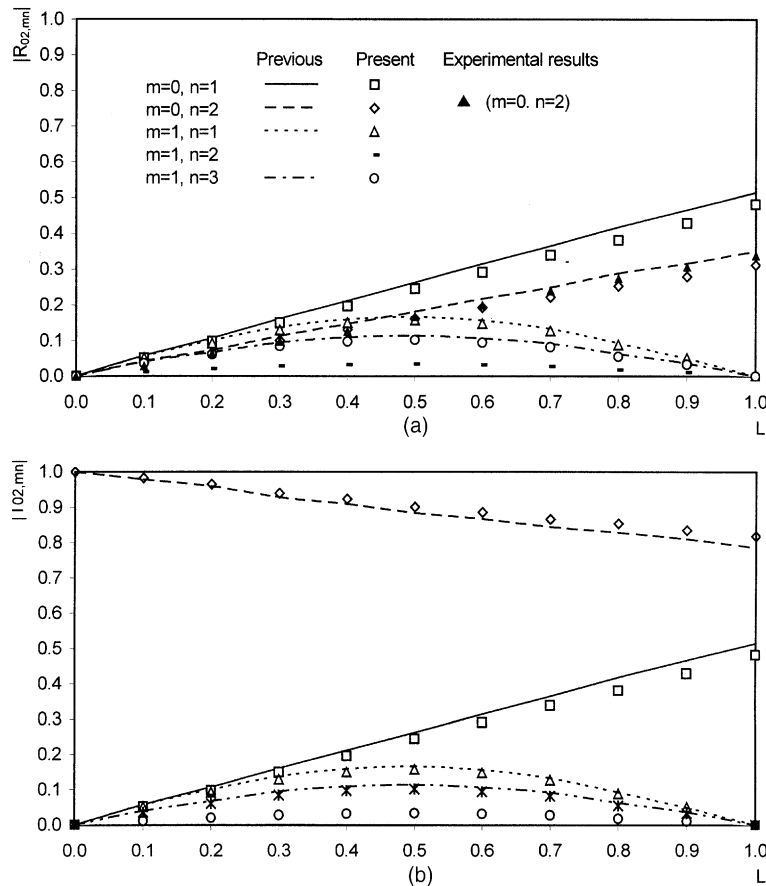 |R02,mn|
1.0
0.9
0.8
0.7
0.6
0.5
0.4
0.3
0.2
0.1
0.0
Previous Present Experimental results
m=0, n=1
m=0, n=2 (m=0. n=2)
m=1, n=1
m=1, n=2
m=1, n=3
0.0 0.1 0.2 0.3 0.4 0.5 0.6 0.7 0.8 0.9 1.0
L
(a)
|T02,mn|
1.0
0.9
0.8
0.7
0.6
0.5
0.4
0.3
0.2
0.1
0.0
0.0 0.1 0.2 0.3 0.4 0.5 0.6 0.7 0.8 0.9 1.0
L
(b)